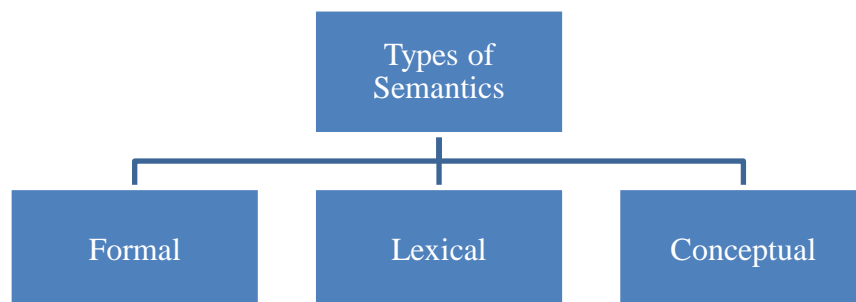 Types of
Semantics
Formal
Lexical
Conceptual